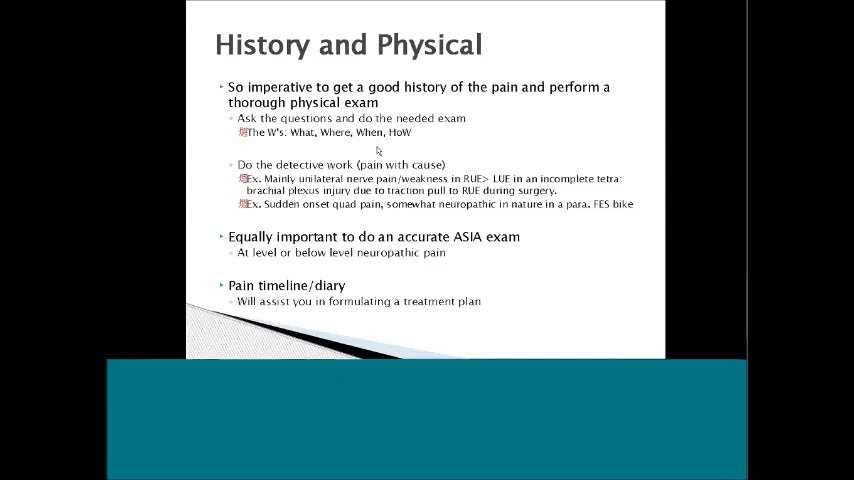 History and Physical
So imperative to get a good history of the pain and perform a
thorough physical exam
Ask the questions and do the needed exam
The W's: What, Where, When, HoW
Do the detective work (pain with cause)
Ex. Mainly unilateral nerve pain/weakness in RUE> LUE in an incomplete tetra:
brachial plexus injury due to traction pull to RUE during surgery.
Ex. Sudden onset quad pain, somewhat neuropathic in nature in a para. FES bike
Equally important to do an accurate ASIA exam
At level or below level neuropathic pain
Pain timeline/diary
Will assist you in formulating a treatment plan